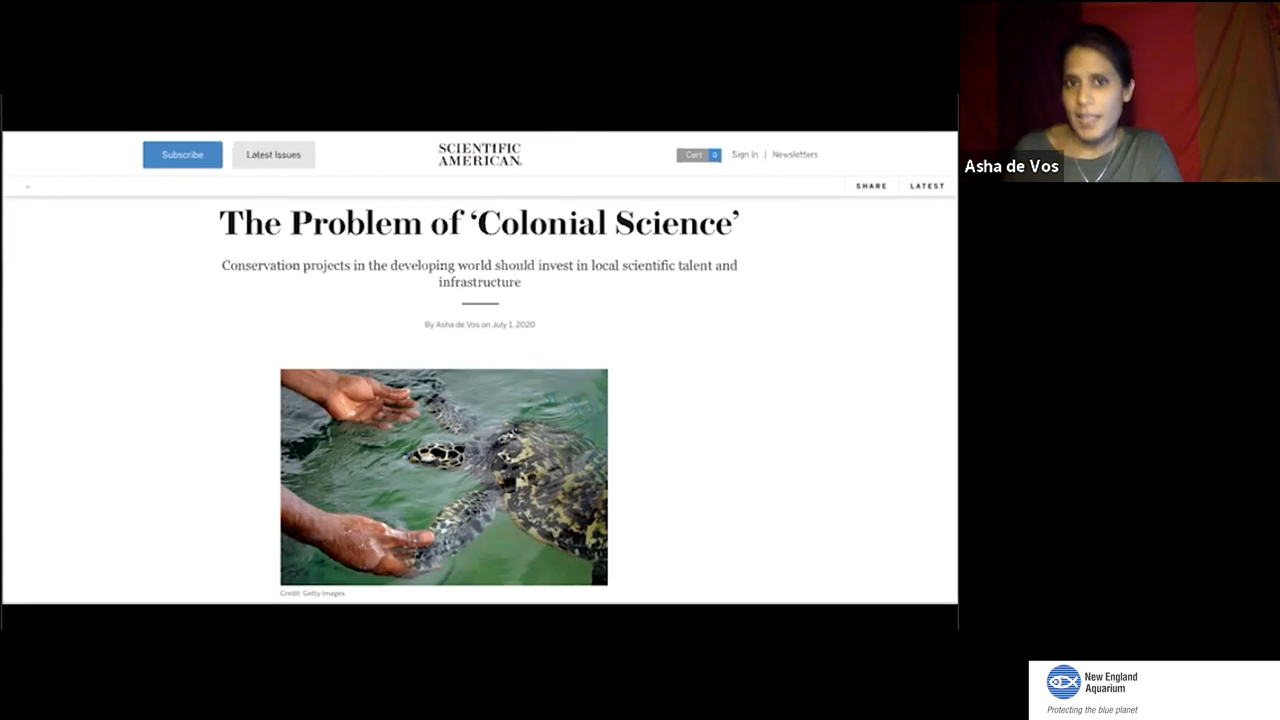 Subscribe
Latest Issues
SCIENTIFIC
AMERICAN.
Cart 0
Sign In | Newsletters
SHARE
LATEST
The Problem of ‘Colonial Science’
Conservation projects in the developing world should invest in local scientific talent and
infrastructure
By Asha de Vos on July 1, 2020
Credit: Getty Images
Asha de Vos
New England
Aquarium
Protecting the blue planet